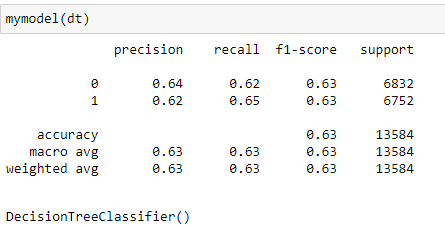 mymodel(dt)
precision recall f1-score support
0 0.64 0.62 0.63 6832
1 0.62 0.65 0.63 6752
accuracy 0.63 13584
macro avg 0.63 0.63 0.63 13584
weighted avg 0.63 0.63 0.63 13584
DecisionTreeClassifier()